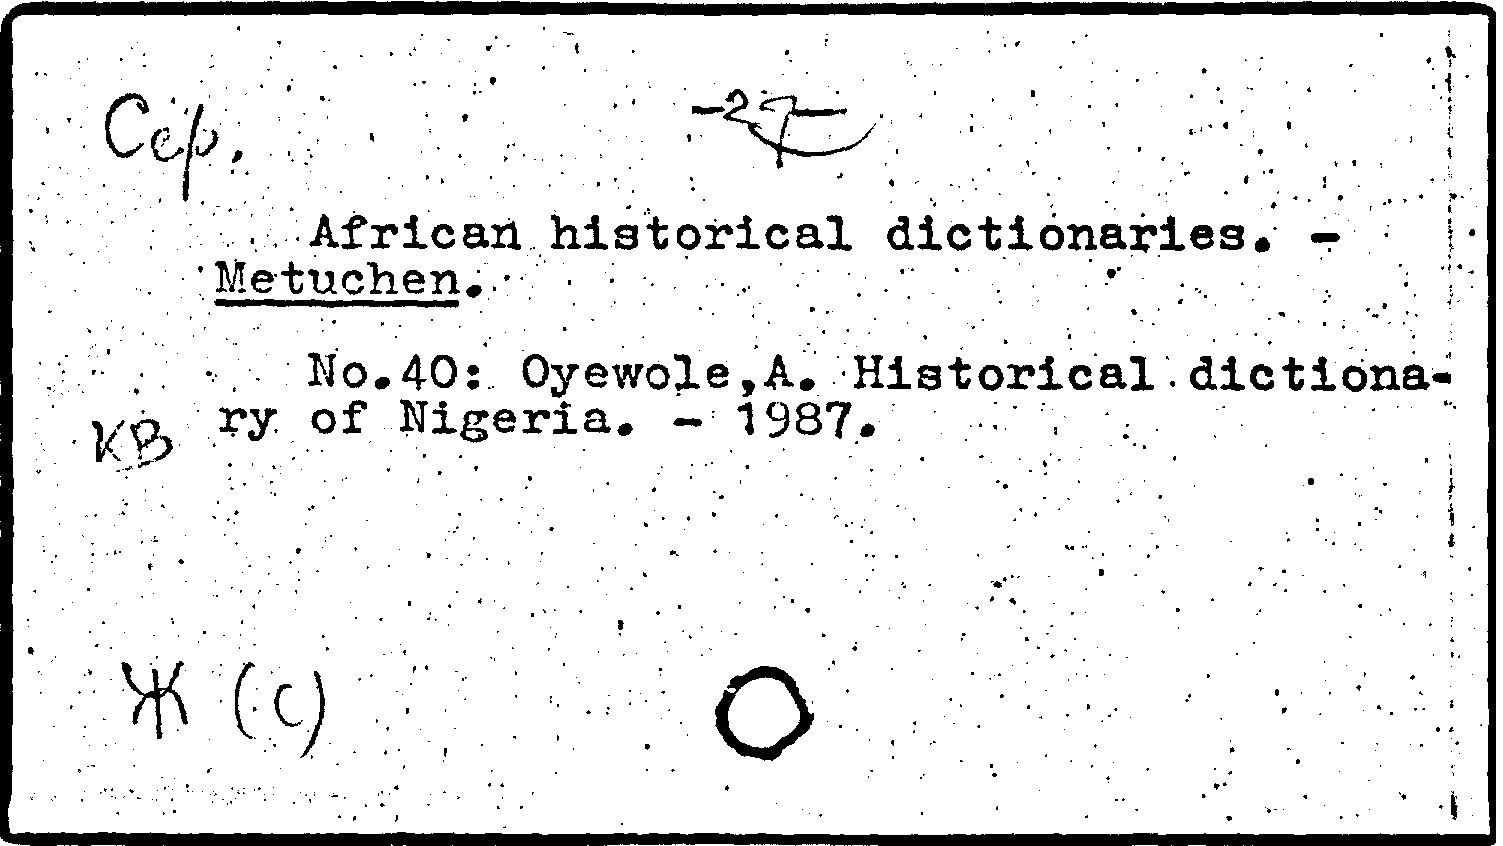 Сер.
-27-
African historical dictionaries. -
Metuchen.
No.40: Oyewole,A. Historical dictiona-
ry of Nigeria. - 1987.
КВ
Ж (с)